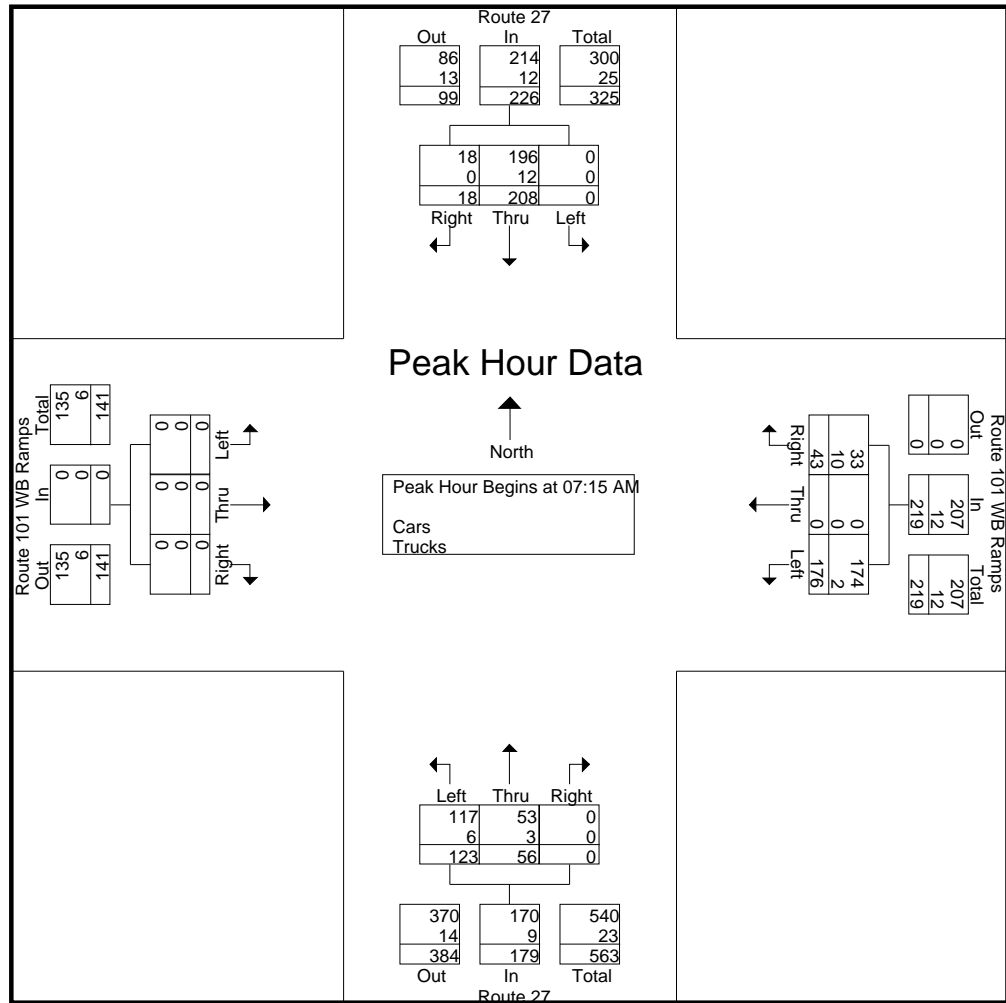 Route 27
Out In Total
86 214 300
13 12 25
99 226 325
18 196 0
0 12 0
18 208 0
Right Thru Left
Peak Hour Data
North
Peak Hour Begins at 07:15 AM
Cars
Trucks
Route 101 WB Ramps
Out In Total
135 0 135
6 0 6
141 0 141
Left Thru Right
0 0 0
0 0 0
0 0 0
Route 101 WB Ramps
Out In Total
0 207 207
0 12 12
0 219 219
Right Thru Left
33 0 174
10 0 2
43 0 176
Left Thru Right
117 53 0
6 3 0
123 56 0
370 170 540
14 9 23
384 179 563
Out In Total
Route 27